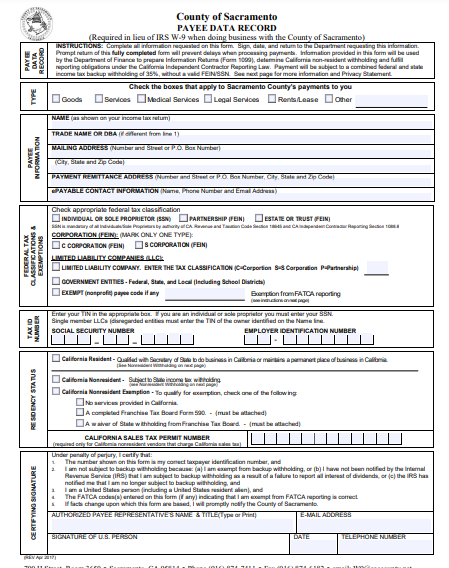 County of Sacramento
PAYEE DATA RECORD
(Required in lieu of IRS W-9 when doing business with the County of Sacramento)
PAYEE DATA RECORD
INSTRUCTIONS: Complete all information requested on this form. Sign, date, and return to the Department requesting this information.
Prompt return of this fully completed form will prevent delays when processing payments. Information provided in this form will be used
by the Department of Finance to prepare Information Returns (Form 1099), determine California non-resident withholding and fulfill
reporting obligations under the California Independent Contractor Reporting Law. Payment will be subject to a combined federal and state
income tax backup withholding of 35%, without a valid FEIN/SSN. See next page for more information and Privacy Statement.
TYPE
Check the boxes that apply to Sacramento County's payments to you
Goods Services Medical Services Legal Services Rents/Lease Other
PAYEE INFORMATION
NAME (as shown on your income tax return)
TRADE NAME OR DBA (if different from line 1)
MAILING ADDRESS (Number and Street or P.O. Box Number)
(City, State and Zip Code)
PAYMENT REMITTANCE ADDRESS (Number and Street or P.O. Box Number, City, State and Zip Code)
ePAYABLE CONTACT INFORMATION (Name, Phone Number and Email Address)
FEDERAL TAX CLASSIFICATIONS & EXEMPTIONS
Check appropriate federal tax classification
INDIVIDUAL OR SOLE PROPRIETOR (SSN) PARTNERSHIP (FEIN) ESTATE OR TRUST (FEIN)
SSN is mandatory of all Individuals/Sole Proprietors by authority of CA. Revenue and Taxation Code Section 18646 and CA Independent Contractor Reporting Section 1088.8
CORPORATION (FEIN): (MARK ONLY ONE TYPE):
C CORPORATION (FEIN) S CORPORATION (FEIN)
LIMITED LIABILITY COMPANIES (LLC):
LIMITED LIABILITY COMPANY. ENTER THE TAX CLASSIFICATION (C=Corporation S=S Corporation P=Partnership)
GOVERNMENT ENTITIES - Federal, State, and Local (Including School Districts)
EXEMPT (nonprofit) payee code if any Exemption from FATCA reporting
(see instructions on next page)
TAX ID NUMBER
Enter your TIN in the appropriate box. If you are an individual or sole proprietor you must enter your SSN.
Single member LLCs (disregarded entities) must enter the TIN of the owner identified on the Name line.
SOCIAL SECURITY NUMBER EMPLOYER IDENTIFICATION NUMBER
RESIDENCY STATUS
California Resident - Qualified with Secretary of State to do business in California or maintains a permanent place of business in California.
(See Nonresident Withholding on next page)
California Nonresident - Subject to State income tax withholding.
(see Nonresident Withholding on next page)
California Nonresident Exemption - To qualify for exemption, check one of the following:
No services provided in California.
A completed Franchise Tax Board Form 590. - (must be attached)
A waiver of State withholding from Franchise Tax Board. - (must be attached)
CALIFORNIA SALES TAX PERMIT NUMBER
(required only for California nonresident vendors that charge California sales tax)
CERTIFYING SIGNATURE
Under penalty of perjury, I certify that:
1. The number shown on this form is my correct taxpayer identification number, and
2. I am not subject to backup withholding because: (a) I am exempt from backup withholding, or (b) I have not been notified by the Internal
Revenue Service (IRS) that I am subject to backup withholding as a result of a failure to report all interest of dividends, or (c) the IRS has
notified me that I am no longer subject to backup withholding, and
3. I am a United States person (including a United States resident alien), and
4. The FATCA codes(s) entered on this form (if any) indicating that I am exempt from FATCA reporting is correct.
5. If facts change upon which this form are based, I will promptly notify the County of Sacramento.
AUTHORIZED PAYEE REPRESENTATIVE'S NAME & TITLE(Type or Print) E-MAIL ADDRESS
SIGNATURE OF U.S. PERSON DATE TELEPHONE NUMBER
(REV Apr 2017)